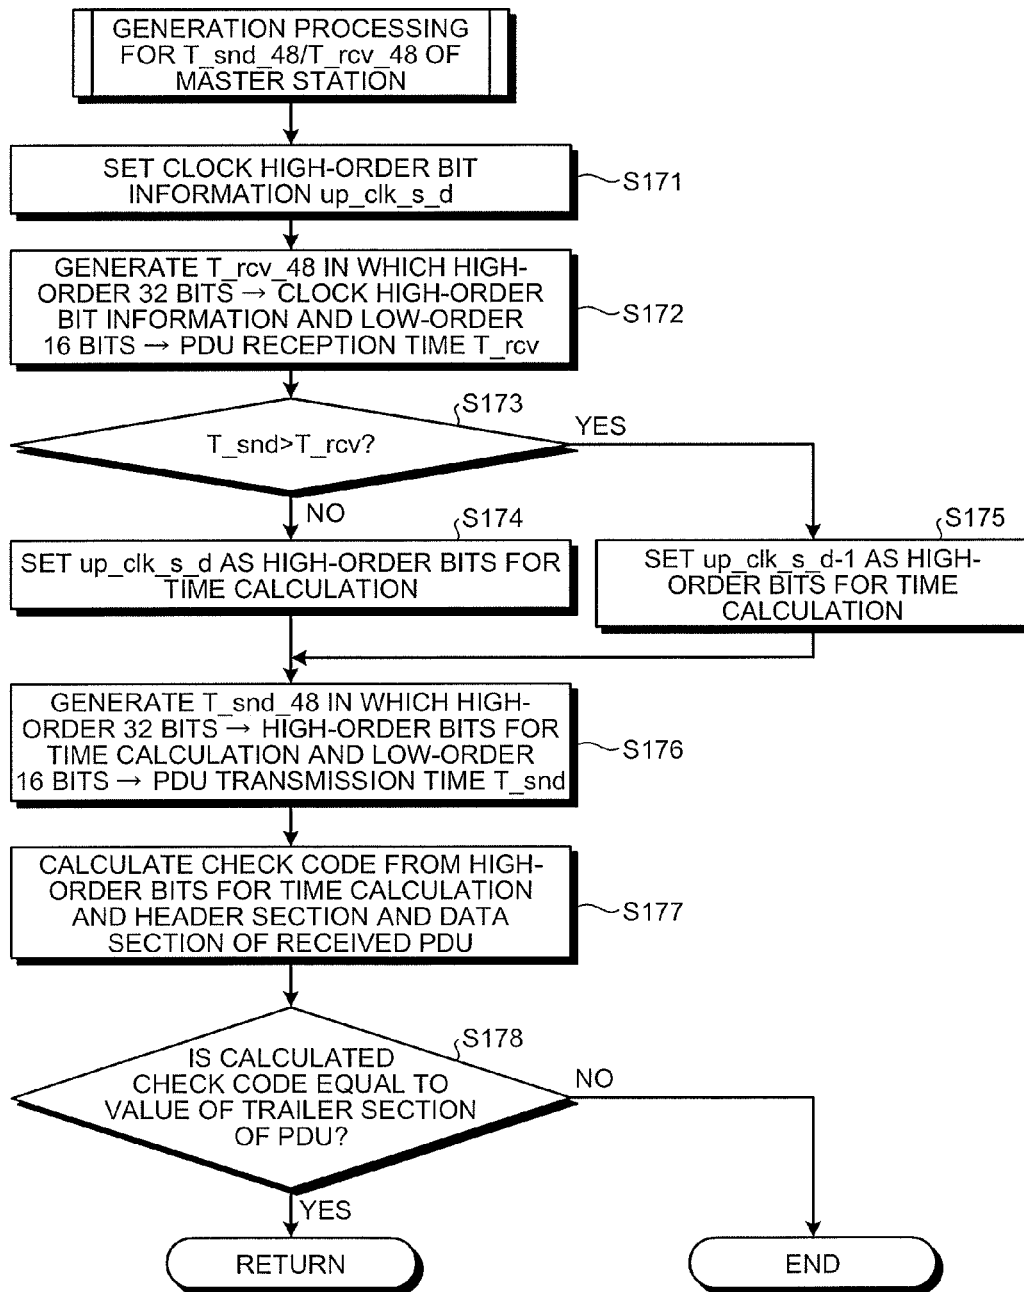 GENERATION PROCESSING
FOR T_snd_48/T_rcv_48 OF
MASTER STATION
SET CLOCK HIGH-ORDER BIT
INFORMATION up_clk_s_d
S171
GENERATE T_rcv_48 IN WHICH HIGH-
ORDER 32 BITS → CLOCK HIGH-ORDER
BIT INFORMATION AND LOW-ORDER
16 BITS → PDU RECEPTION TIME T_rcv
S172
S173
T_snd>T_rcv?
YES
NO
S174
SET up_clk_s_d AS HIGH-ORDER BITS FOR
TIME CALCULATION
S175
SET up_clk_s_d-1 AS HIGH-
ORDER BITS FOR TIME
CALCULATION
GENERATE T_snd_48 IN WHICH HIGH-
ORDER 32 BITS → HIGH-ORDER BITS FOR
TIME CALCULATION AND LOW-ORDER
16 BITS → PDU TRANSMISSION TIME T_snd
S176
CALCULATE CHECK CODE FROM HIGH-
ORDER BITS FOR TIME CALCULATION
AND HEADER SECTION AND DATA
SECTION OF RECEIVED PDU
S177
S178
IS CALCULATED
CHECK CODE EQUAL TO
VALUE OF TRAILER SECTION
OF PDU?
NO
YES
RETURN
END